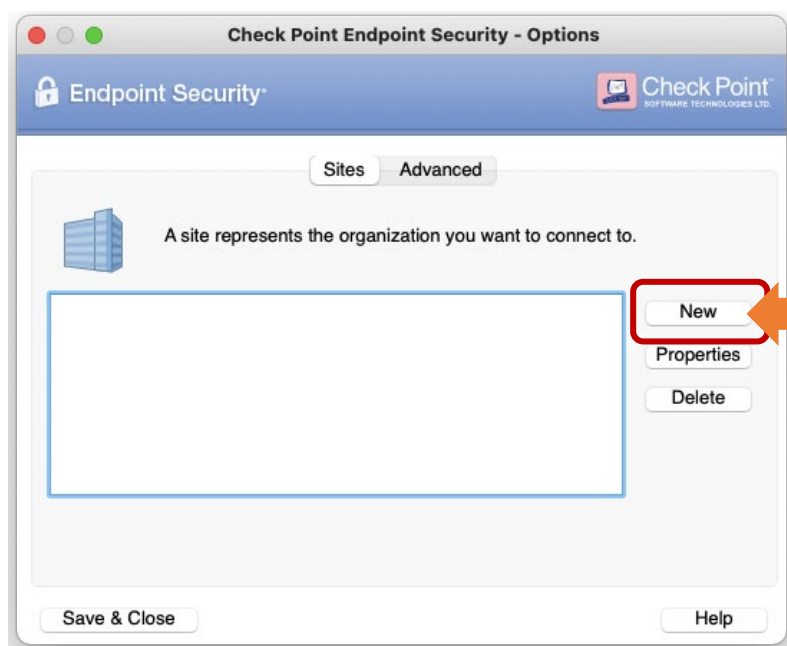 Check Point Endpoint Security - Options
Endpoint Security
Check Point
SOFTWARE TECHNOLOGIES LTD.
Sites Advanced
A site represents the organization you want to connect to.
New
Properties
Delete
Save & Close Help